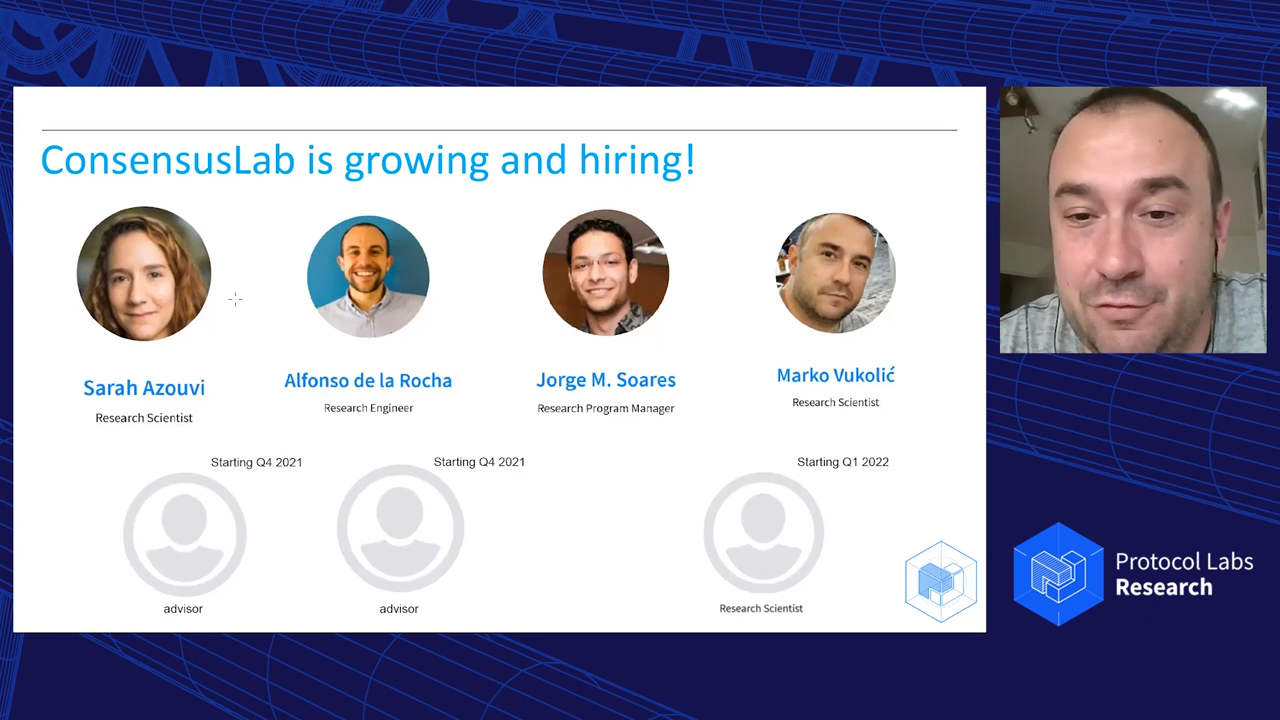 ConsensusLab is growing and hiring!
Sarah Azouvi
Research Scientist
Alfonso de la Rocha
Research Engineer
Jorge M. Soares
Research Program Manager
Marko Vukolić
Research Scientist
Starting Q4 2021
advisor
Starting Q4 2021
advisor
Starting Q1 2022
Research Scientist
Protocol Labs
Research